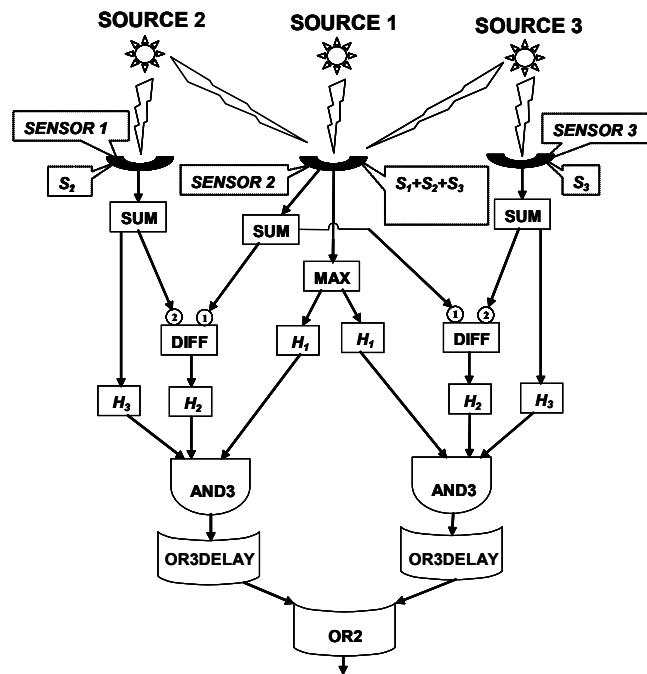 SOURCE 2 SOURCE 1 SOURCE 3
SENSOR 1 SENSOR 3
S2 SENSOR 2 S1+S2+S3 S3
SUM SUM SUM
MAX
2 1 1 2
DIFF H1 H1 DIFF
H3 H2 H2 H3
AND3 AND3
OR3DELAY OR3DELAY
OR2